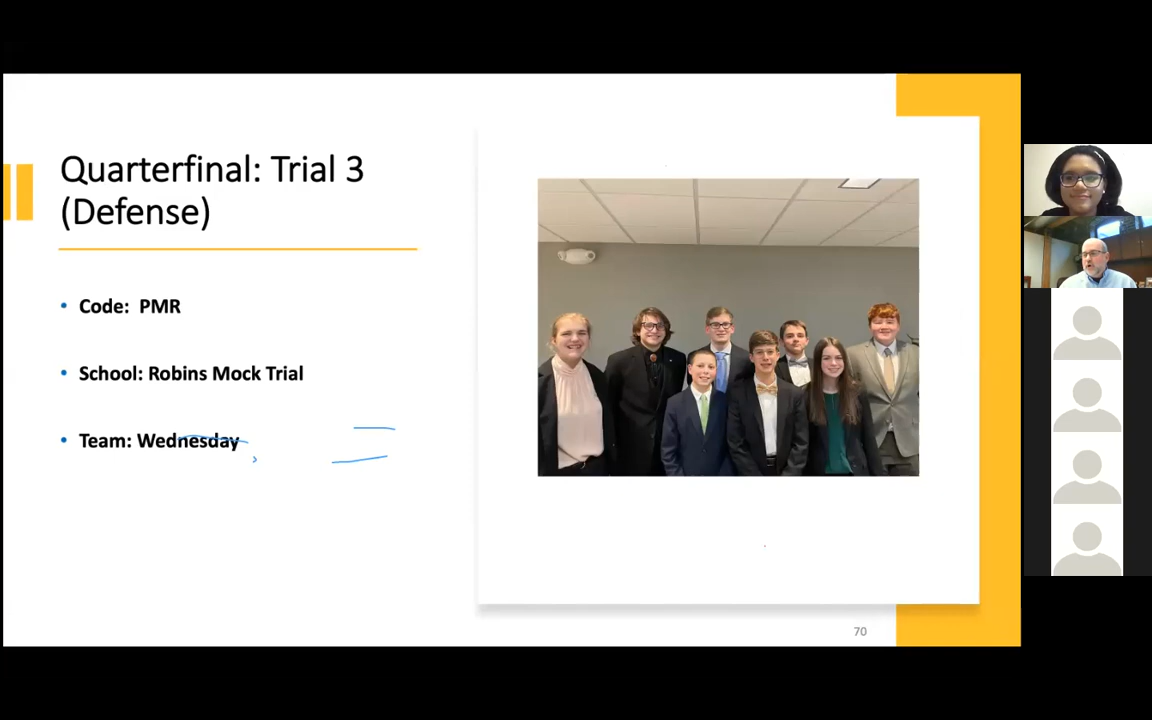 Quarterfinal: Trial 3
(Defense)
• Code: PMR
• School: Robins Mock Trial
• Team: Wednesday
70